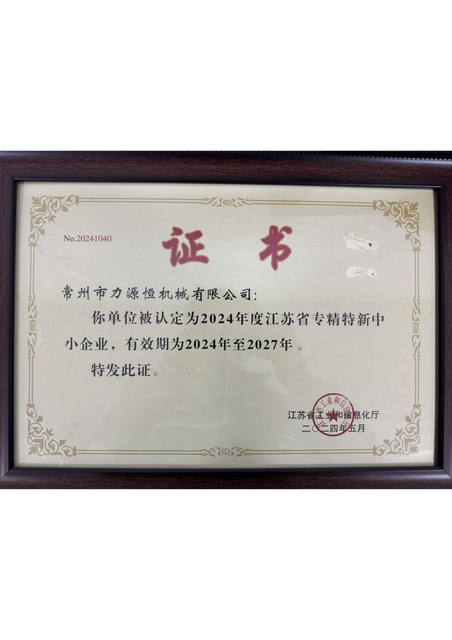 No.20241040
证书
常州市力源恒机械有限公司：
你单位被认定为2024年度江苏省专精特新中
小企业，有效期为2024年至2027年。
特发此证。
江苏省工业和信息化厅
二〇二四年五月